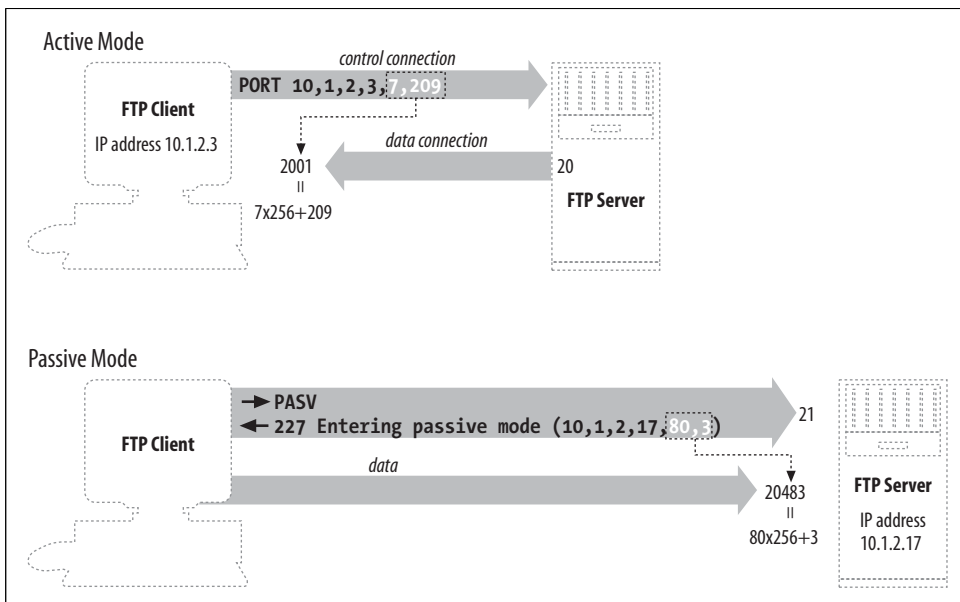 Active Mode
control connection
PORT 10,1,2,3,7,209
FTP Client
IP address 10.1.2.3
data connection
2001
=
7x256+209
20
FTP Server
Passive Mode
PASV
227 Entering passive mode (10,1,2,17,80,3)
21
FTP Client
data
20483
=
80x256+3
FTP Server
IP address
10.1.2.17